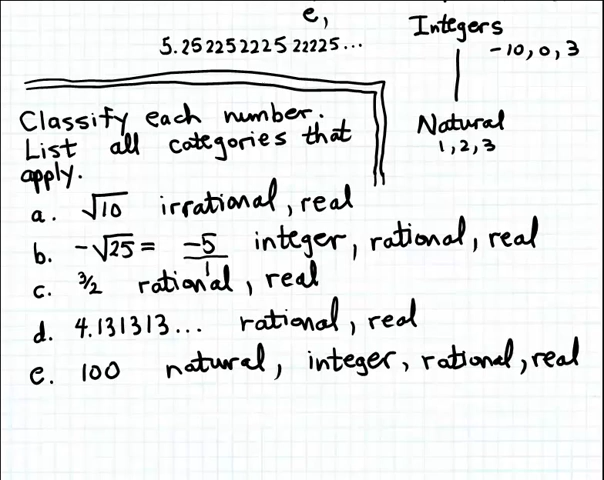 e,
5.25225222522225...
Integers
-10, 0, 3
Natural
1, 2, 3
Classify each number.
List all categories that
apply.
a. √10 irrational, real
b. -√25 = -5/1 integer, rational, real
c. 3/2 rational, real
d. 4.131313... rational, real
e. 100 natural, integer, rational, real